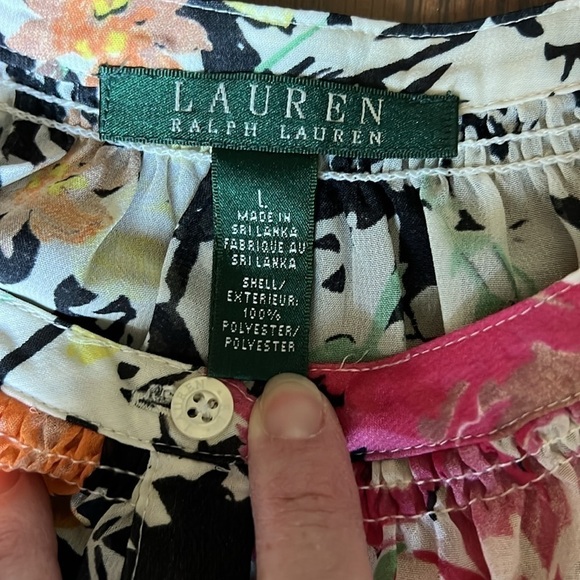 LAUREN
RALPH LAUREN
L
MADE IN
SRI LANKA
FABRIQUE AU
SRI LANKA
SHELL/
EXTERIEUR:
100%
POLYESTER/
POLYESTER